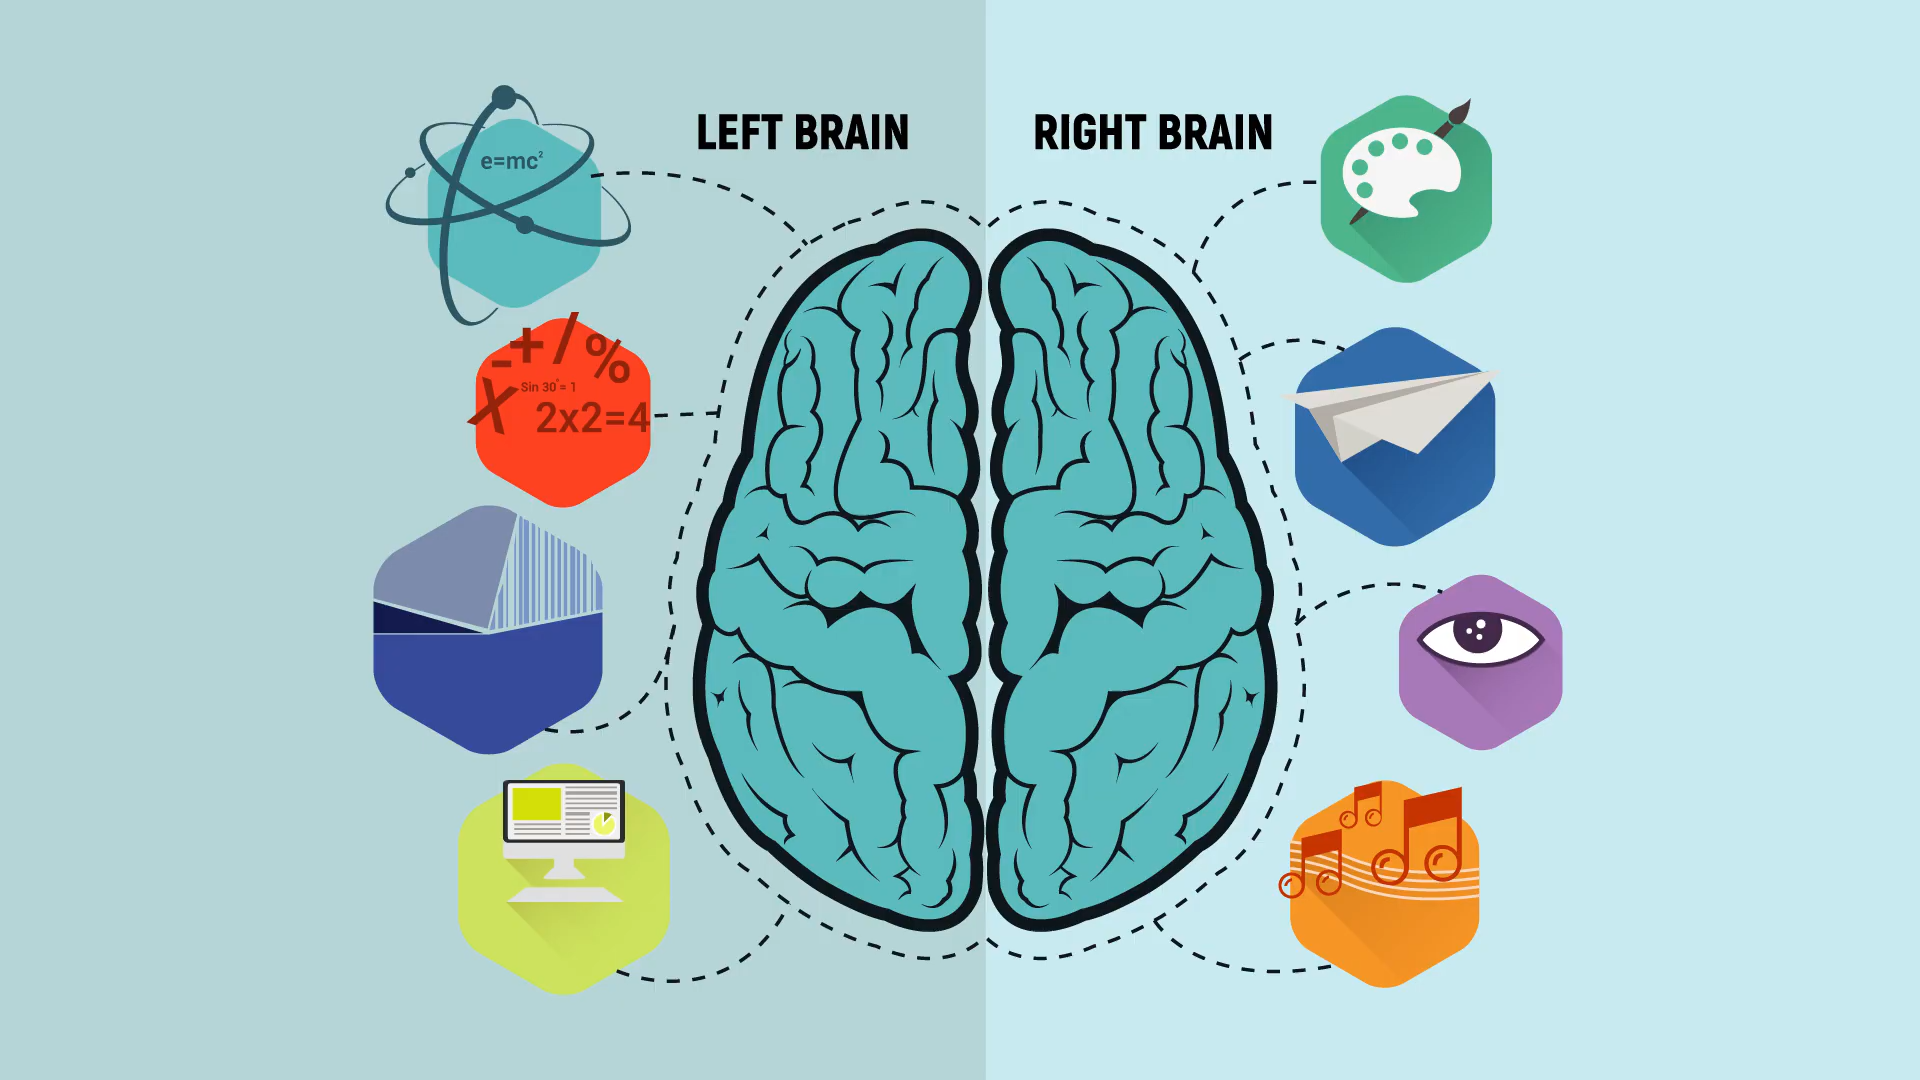 LEFT BRAIN
RIGHT BRAIN
e=mc²
-+/%
X
Sin 30°= 1
2x2=4